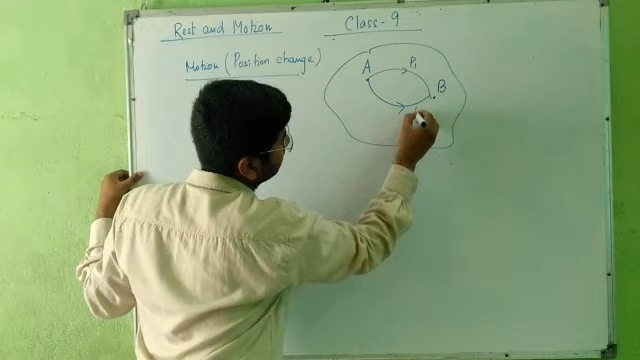 Rest and Motion
Class-9
Motion (Position change)
A
P1
B